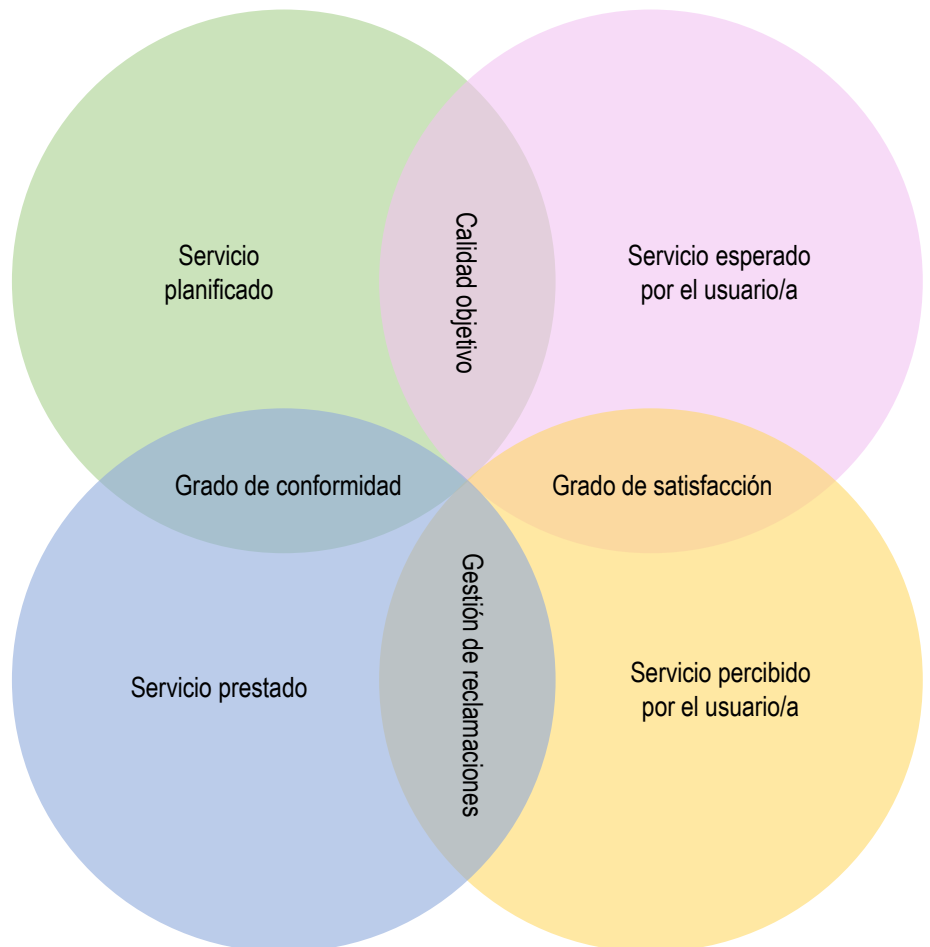 Servicio
planificado
Calidad objetivo
Servicio esperado
por el usuario/a
Grado de conformidad
Grado de satisfacción
Servicio prestado
Gestión de reclamaciones
Servicio percibido
por el usuario/a